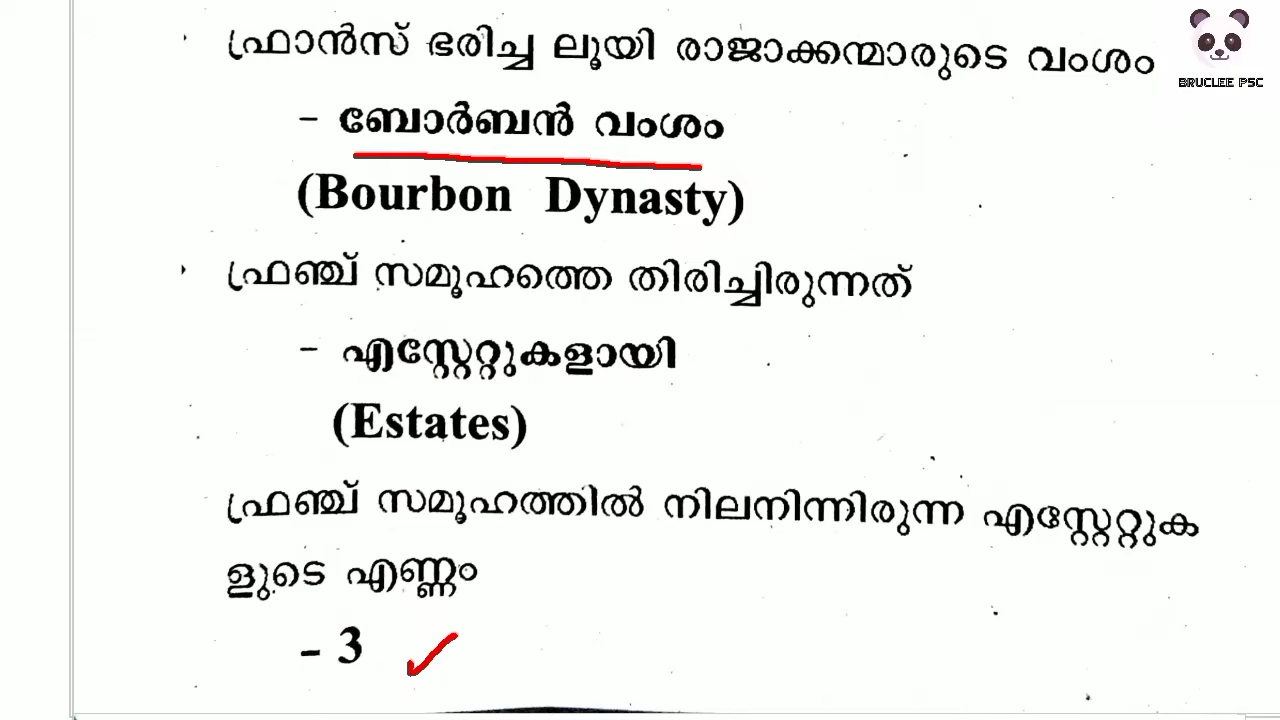 ഫ്രാൻസ് ഭരിച്ച ലൂയി രാജാക്കന്മാരുടെ വംശം
BRUCLEE PSC
- ബോർബൻ വംശം
(Bourbon Dynasty)
ഫ്രഞ്ച് സമൂഹത്തെ തിരിച്ചിരുന്നത്
- എസ്റ്റേറ്റുകളായി
(Estates)
ഫ്രഞ്ച് സമൂഹത്തിൽ നിലനിന്നിരുന്ന എസ്റ്റേറ്റുക
ളുടെ എണ്ണം
- 3